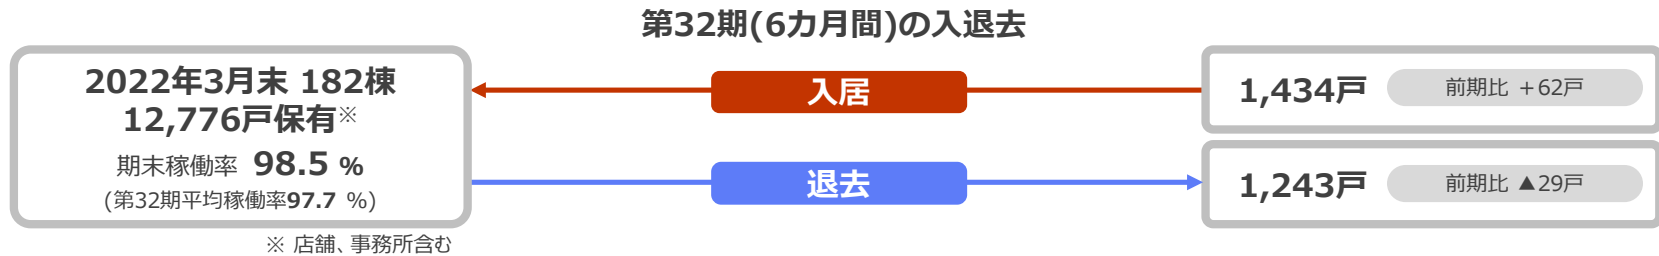 第32期(6カ月間)の入退去
2022年3月末 182棟
12,776戸保有※
期末稼働率 98.5 %
(第32期平均稼働率97.7 %)
※ 店舗、事務所含む
入居
1,434戸 前期比 +62戸
退去
1,243戸 前期比 ▲29戸